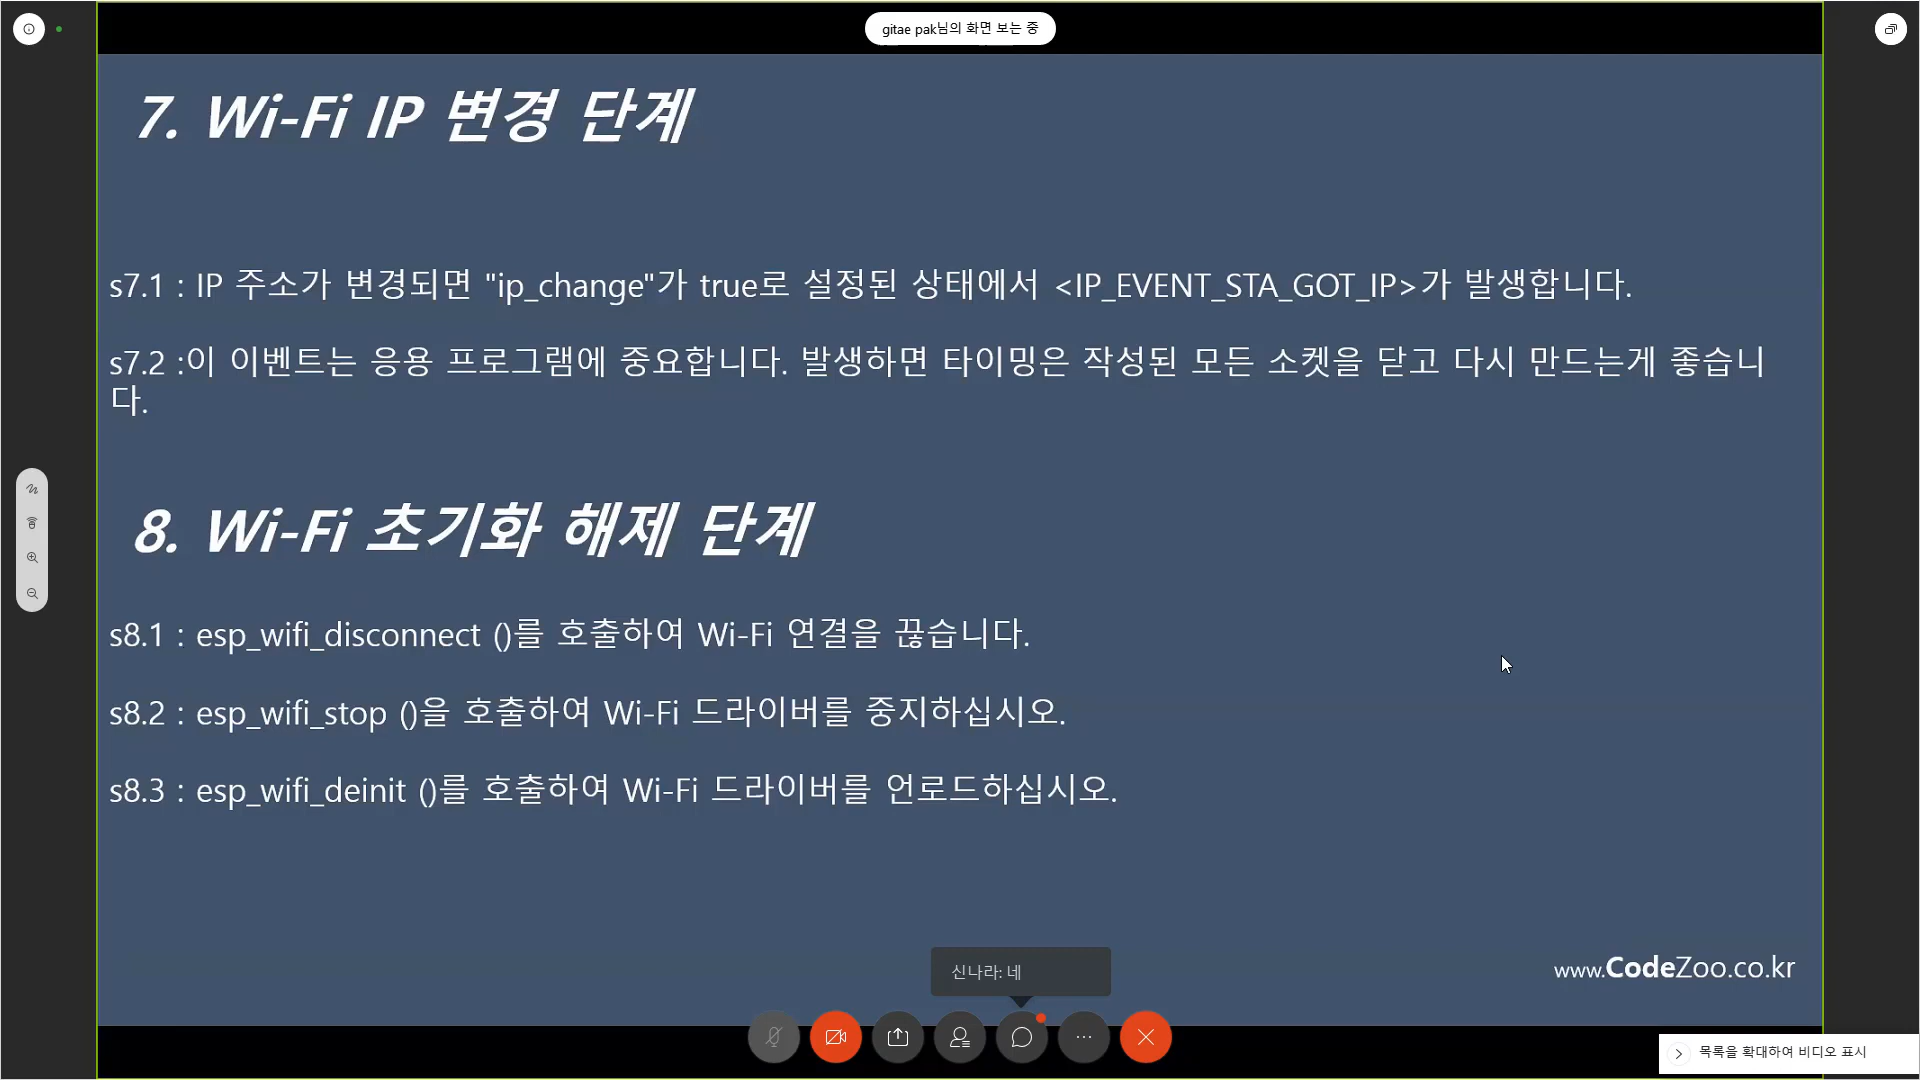 gitae pak님의 화면 보는 중
7. Wi-Fi IP 변경 단계
s7.1 : IP 주소가 변경되면 "ip_change"가 true로 설정된 상태에서 <IP_EVENT_STA_GOT_IP>가 발생합니다.
s7.2 :이 이벤트는 응용 프로그램에 중요합니다. 발생하면 타이밍은 작성된 모든 소켓을 닫고 다시 만드는게 좋습니
다.
8. Wi-Fi 초기화 해제 단계
s8.1 : esp_wifi_disconnect ()를 호출하여 Wi-Fi 연결을 끊습니다.
s8.2 : esp_wifi_stop ()을 호출하여 Wi-Fi 드라이버를 중지하십시오.
s8.3 : esp_wifi_deinit ()를 호출하여 Wi-Fi 드라이버를 언로드하십시오.
www.CodeZoo.co.kr
신나라: 네
목록을 확대하여 비디오 표시